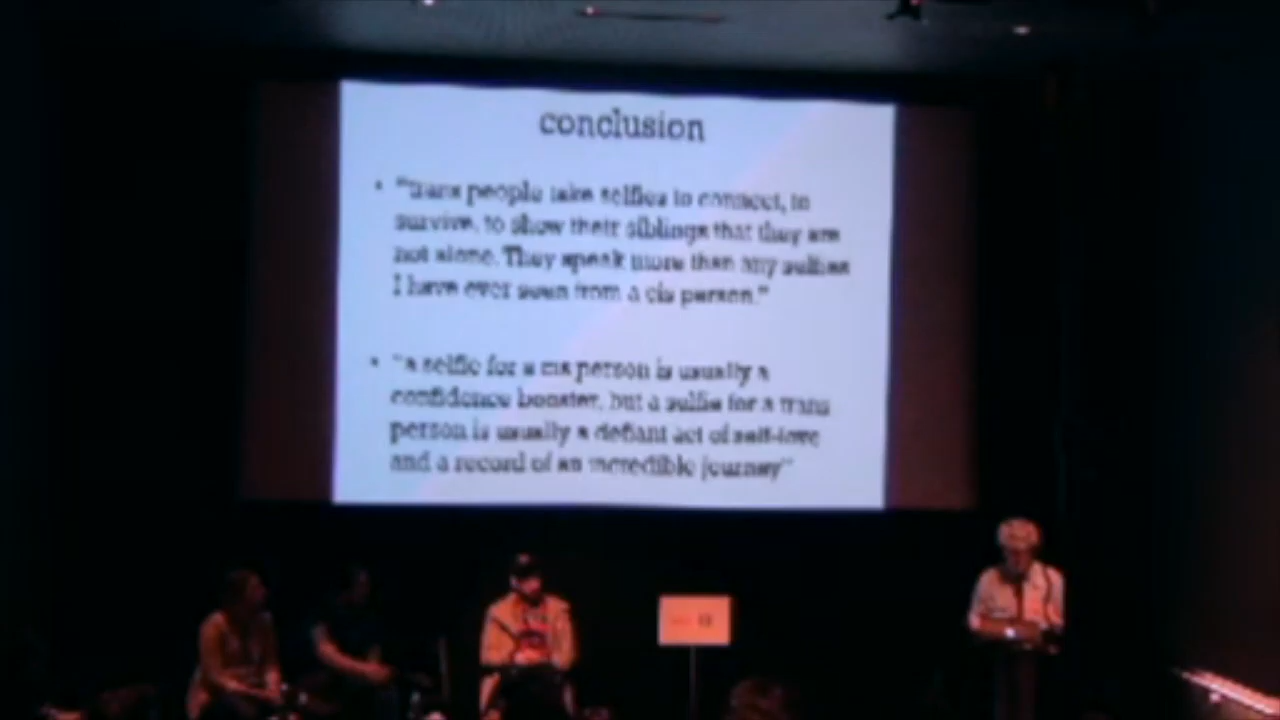 conclusion
• "trans people take selfies to connect, to
survive, to show their siblings that they are
not alone. They speak more than any selfies
I have ever seen from a cis person."
• "a selfie for a cis person is usually a
confidence booster, but a selfie for a trans
person is usually a defiant act of self-love
and a record of an incredible journey"